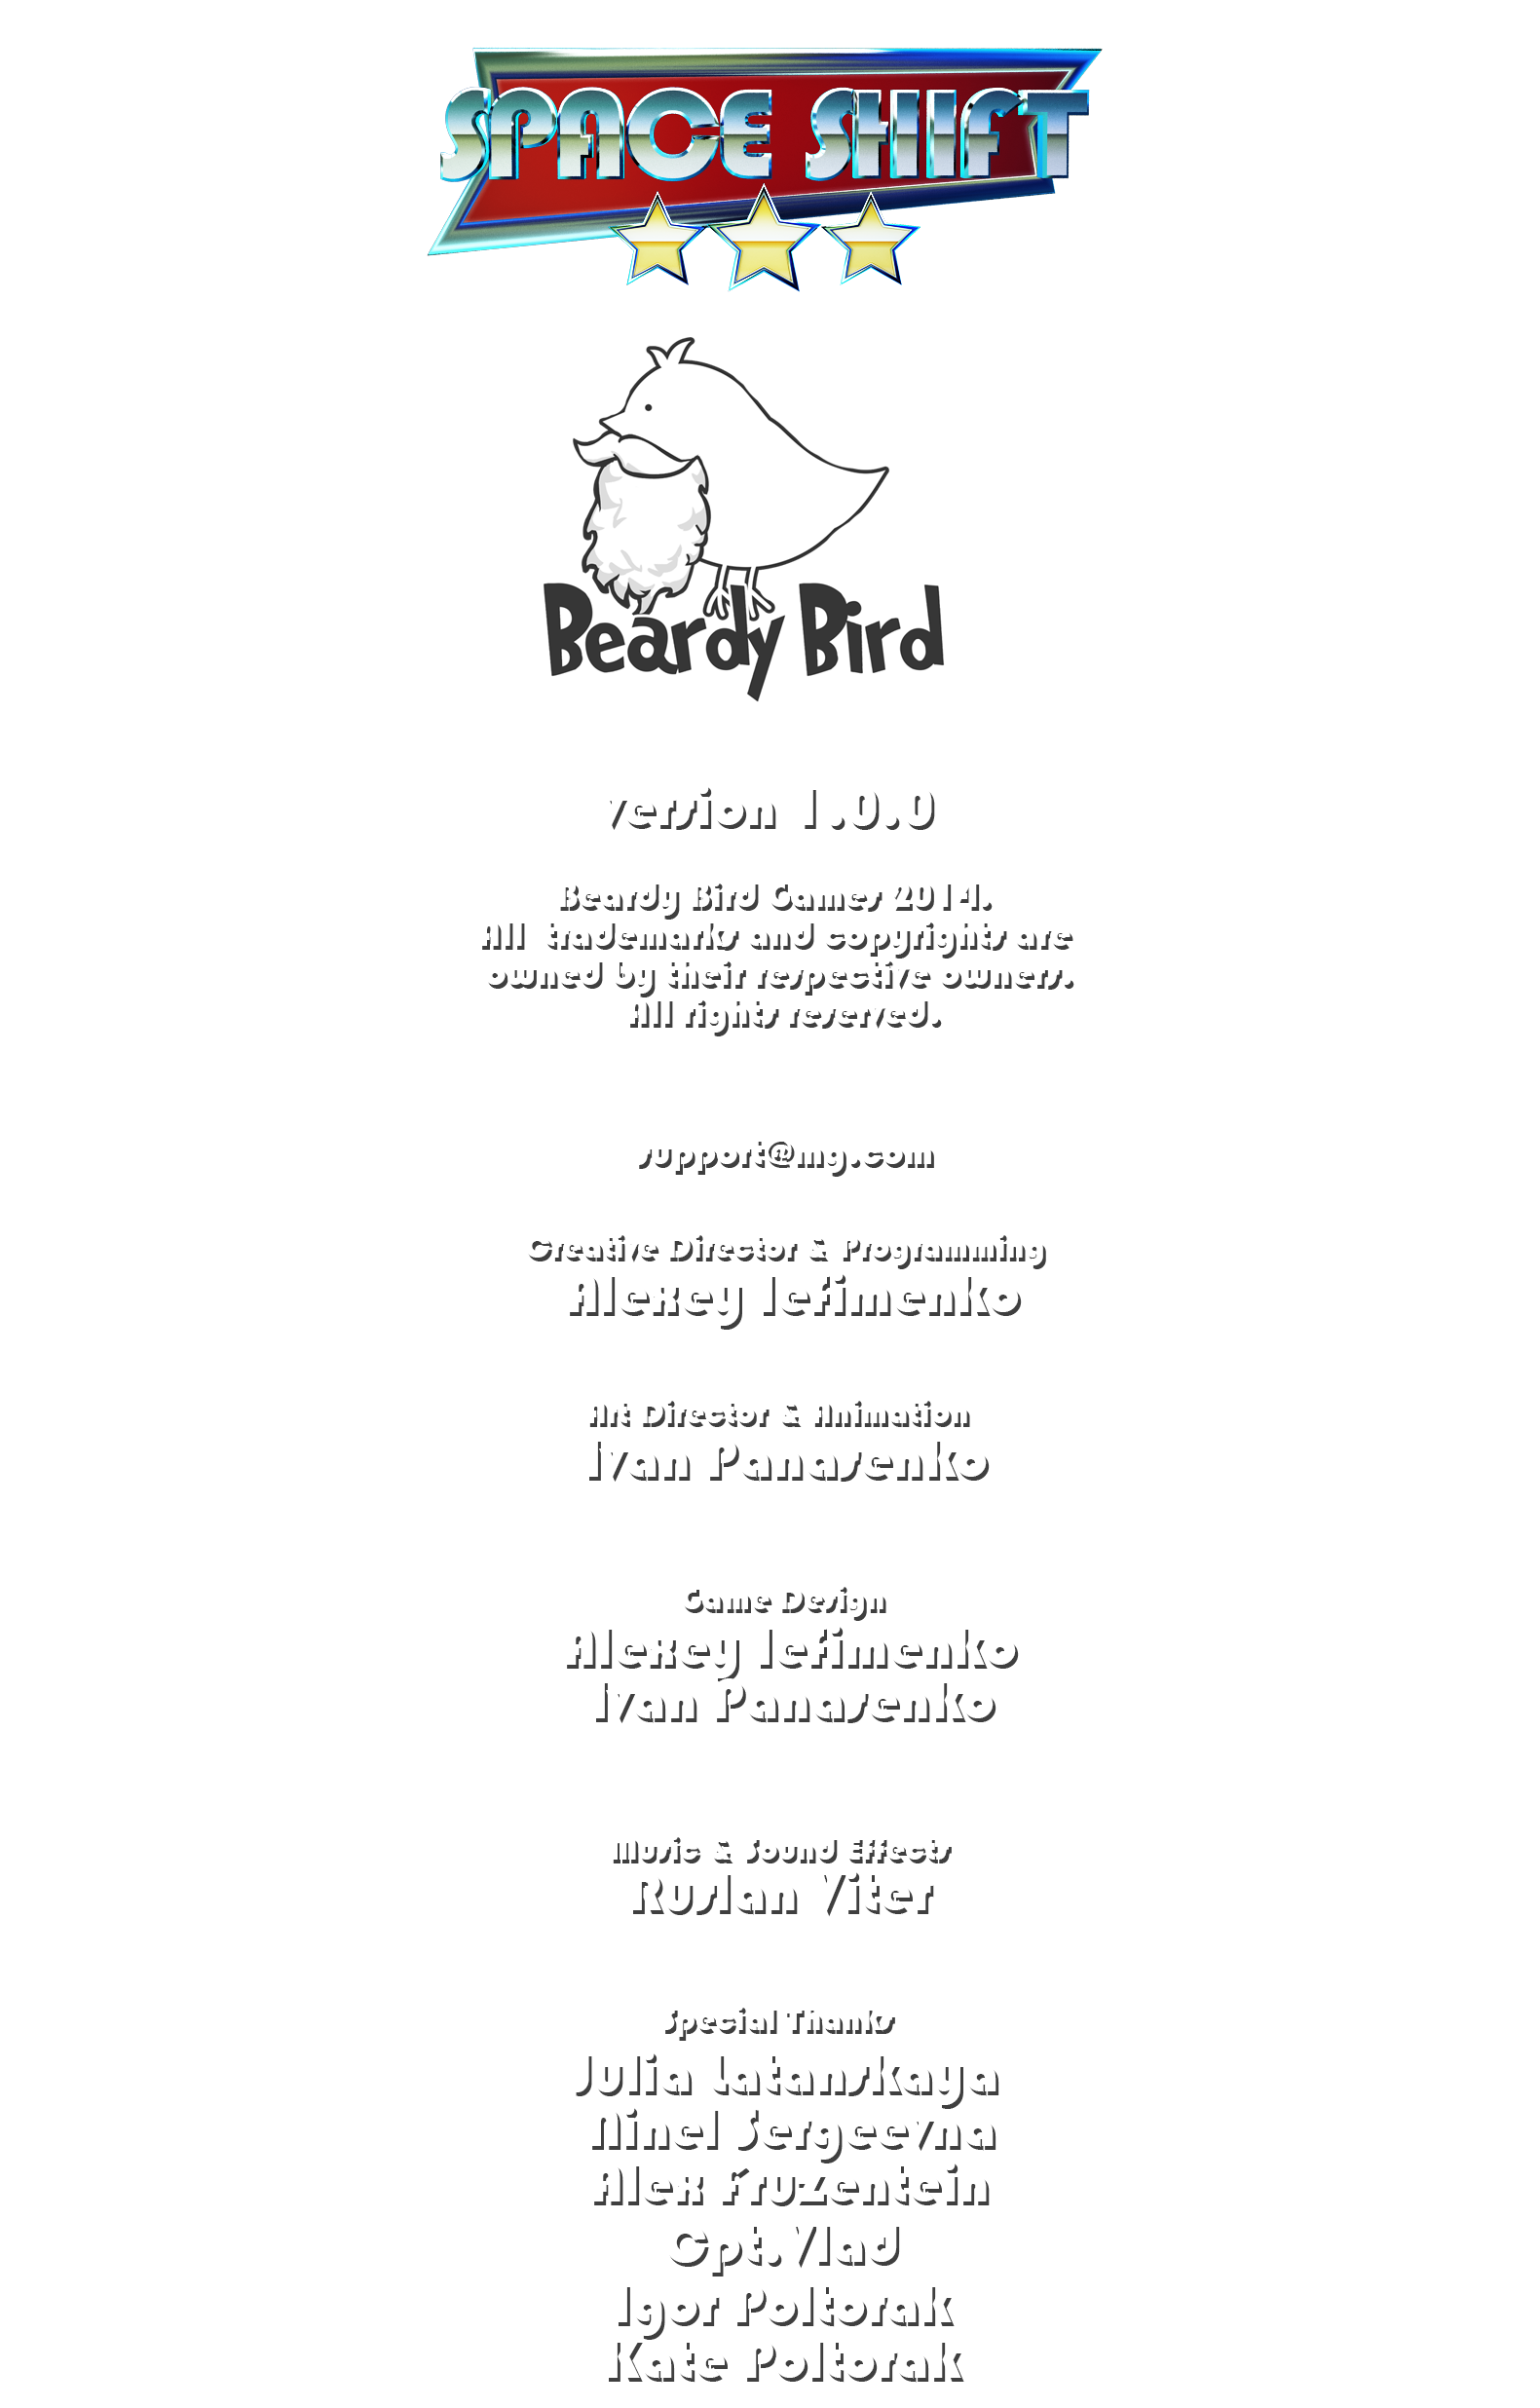 SPACE SHIFT
Beardy Bird
version 1.0.0
Beardy Bird Games 2014.
All trademarks and copyrights are
owned by their respective owners.
All rights reserved.
support@mg.com
Creative Director & Programming
Alexey Iefimenko
Art Director & Animation
Ivan Panasenko
Game Design
Alexey Iefimenko
Ivan Panasenko
Music & Sound Effects
Ruslan Viter
Special Thanks
Julia Latanskaya
Ninel Sergeevna
Alex Fruzentein
Cpt. Vlad
Igor Poltorak
Kate Poltorak